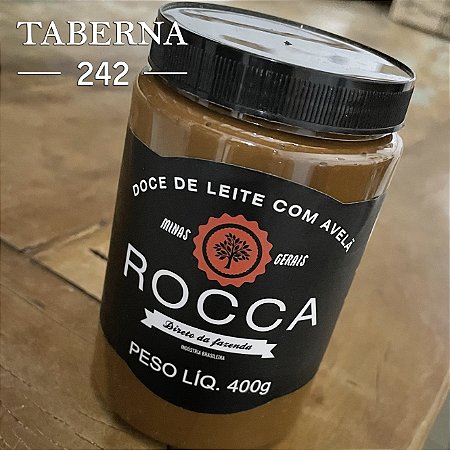 TABERNA
242
DOCE DE LEITE COM AVELÃ
MINAS GERAIS
ROCCA
Direto da fazenda
INDÚSTRIA BRASILEIRA
PESO LÍQ. 400g